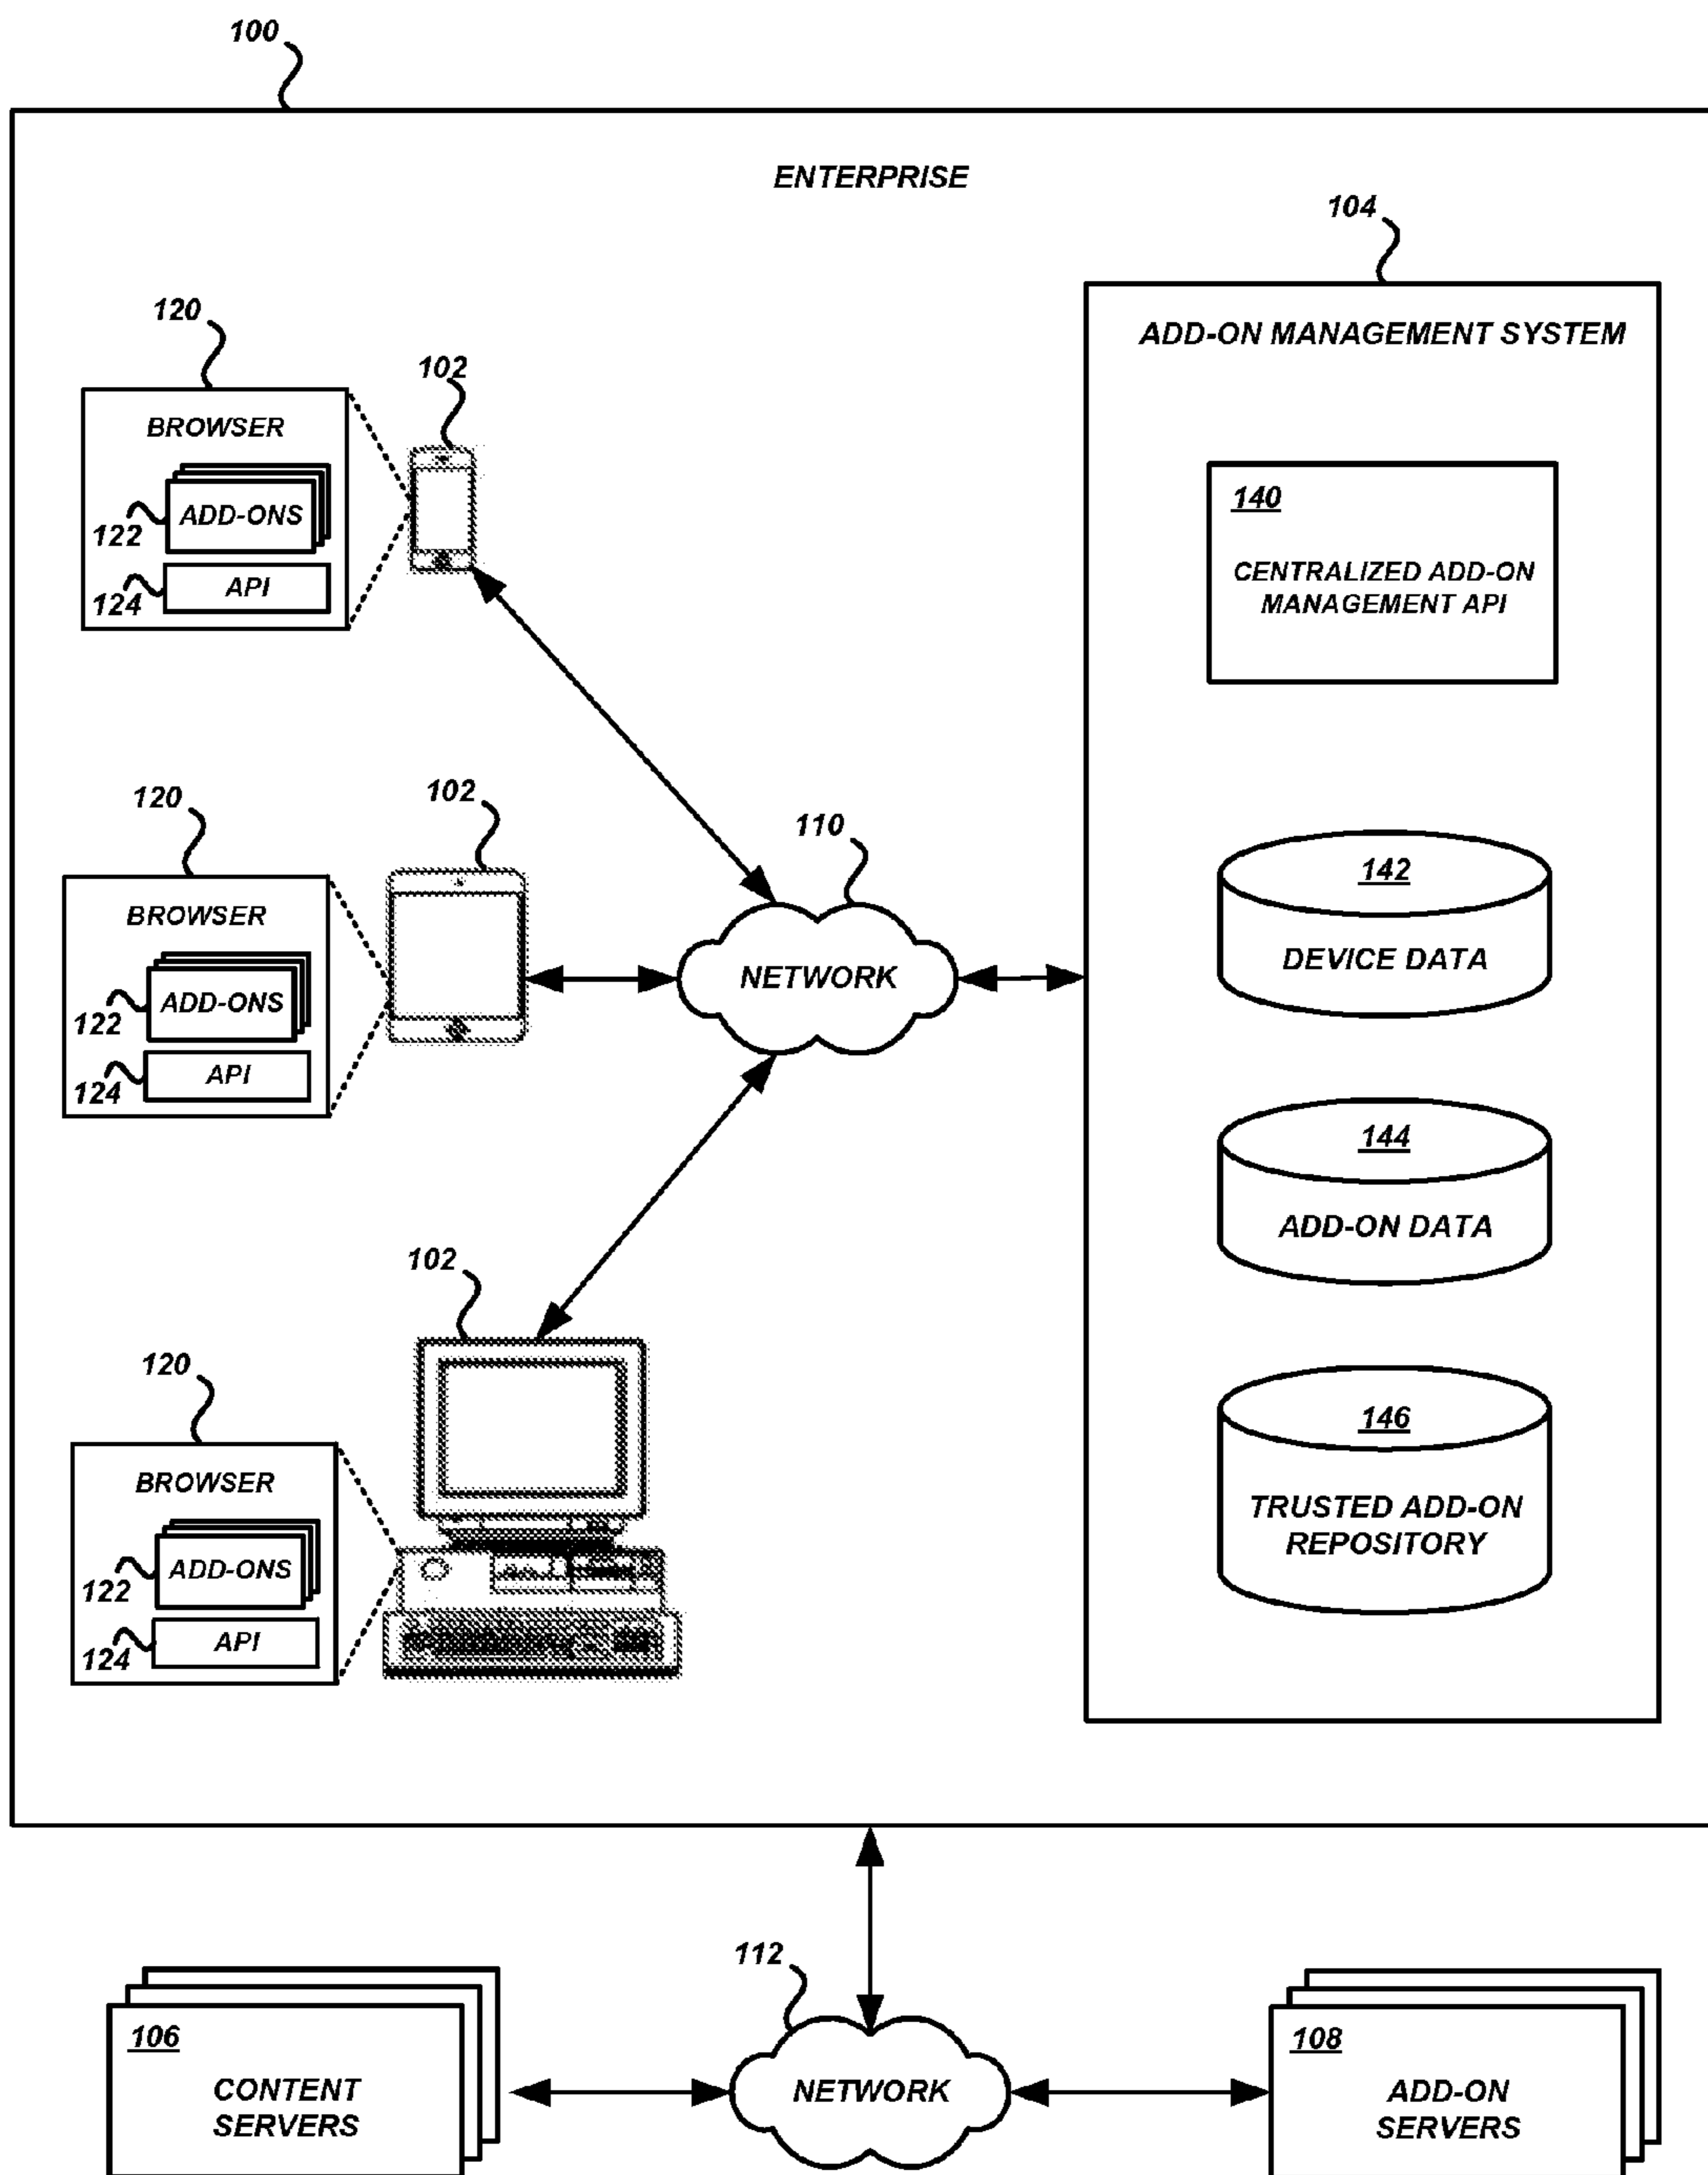 100
ENTERPRISE
104
ADD-ON MANAGEMENT SYSTEM
120
102
BROWSER
ADD-ONS
122
API
124
140
CENTRALIZED ADD-ON
MANAGEMENT API
120
102
BROWSER
ADD-ONS
122
API
124
110
NETWORK
142
DEVICE DATA
144
ADD-ON DATA
102
120
BROWSER
ADD-ONS
122
API
124
146
TRUSTED ADD-ON
REPOSITORY
112
106
CONTENT
SERVERS
NETWORK
108
ADD-ON
SERVERS